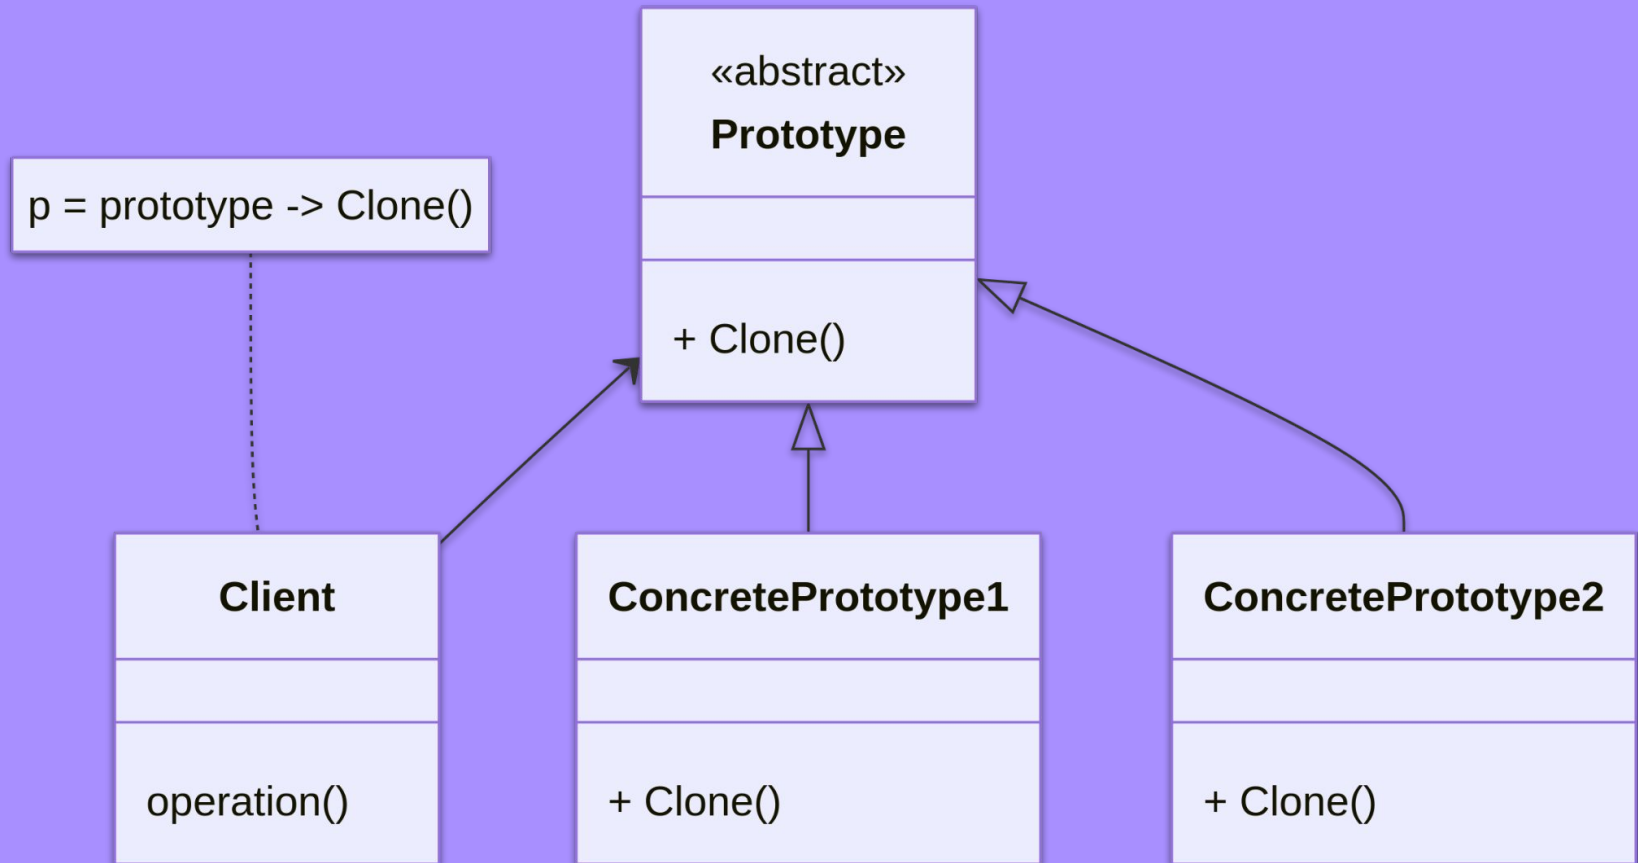 «abstract»
Prototype
+ Clone()
p = prototype -> Clone()
Client
operation()
ConcretePrototype1
+ Clone()
ConcretePrototype2
+ Clone()